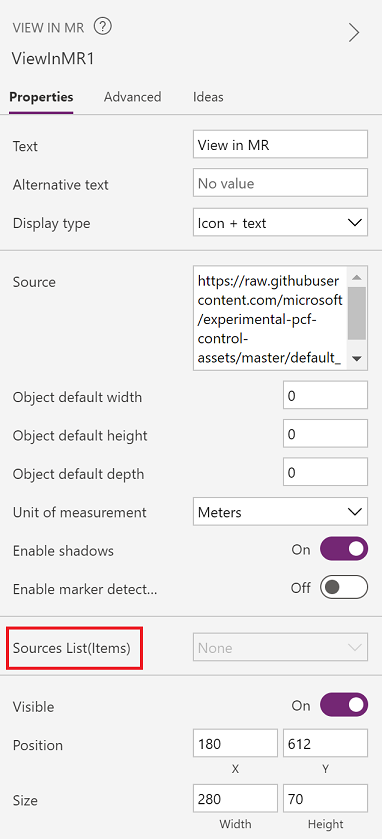 VIEW IN MR ?
ViewInMR1
Properties Advanced Ideas
Text View in MR
Alternative text No value
Display type Icon + text
Source https://raw.githubuser
content.com/microsoft
/experimental-pcf-
control-
assets/master/default_
Object default width 0
Object default height 0
Object default depth 0
Unit of measurement Meters
Enable shadows On
Enable marker detect... Off
Sources List(Items) None
Visible On
Position 180 612
X Y
Size 280 70
Width Height